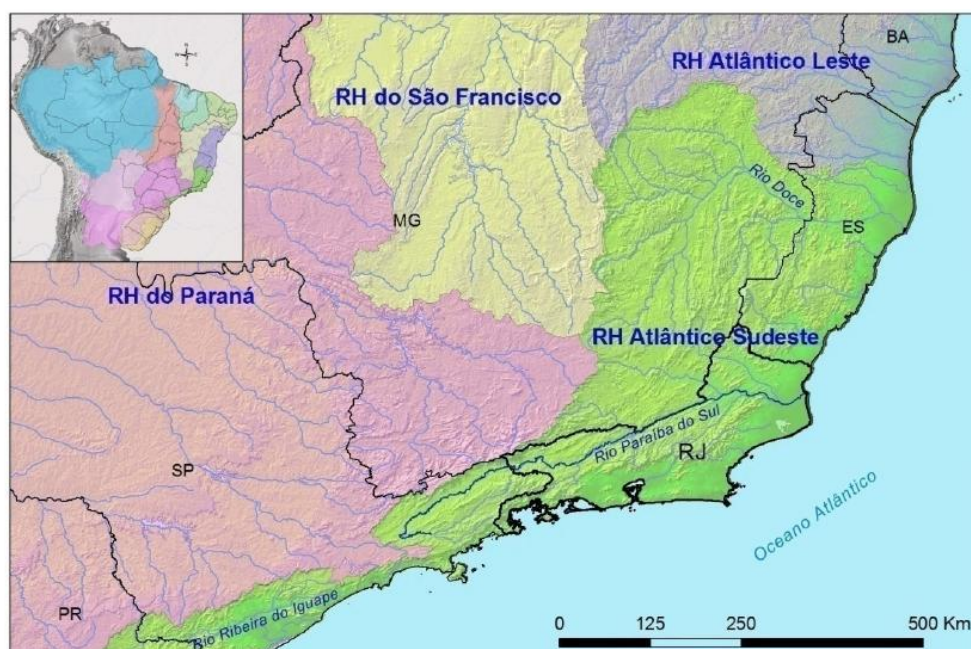 BA
RH Atlântico Leste
RH do São Francisco
Rio Doce
MG
ES
RH do Paraná
RH Atlântico Sudeste
Rio Paraíba do Sul
RJ
SP
Oceano Atlântico
PR
Rio Ribeira do Iguape
0 125 250 500 Km